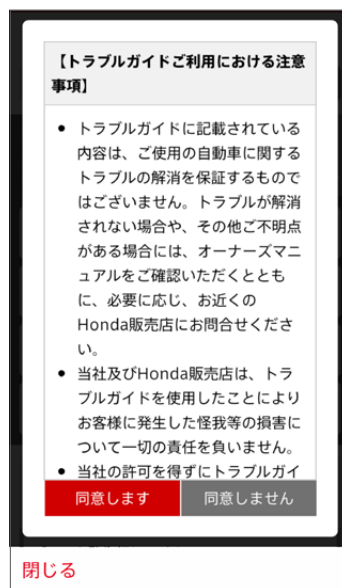 【トラブルガイドご利用における注意
事項】
• トラブルガイドに記載されている
内容は、ご使用の自動車に関する
トラブルの解消を保証するもので
はございません。トラブルが解消
されない場合や、その他ご不明点
がある場合には、オーナーズマニ
ュアルをご確認いただくととも
に、必要に応じ、お近くの
Honda販売店にお問合せくださ
い。
• 当社及びHonda販売店は、トラ
ブルガイドを使用したことにより
お客様に発生した怪我等の損害に
ついて一切の責任を負いません。
• 当社の許可を得ずにトラブルガイ
同意します
同意しません
閉じる